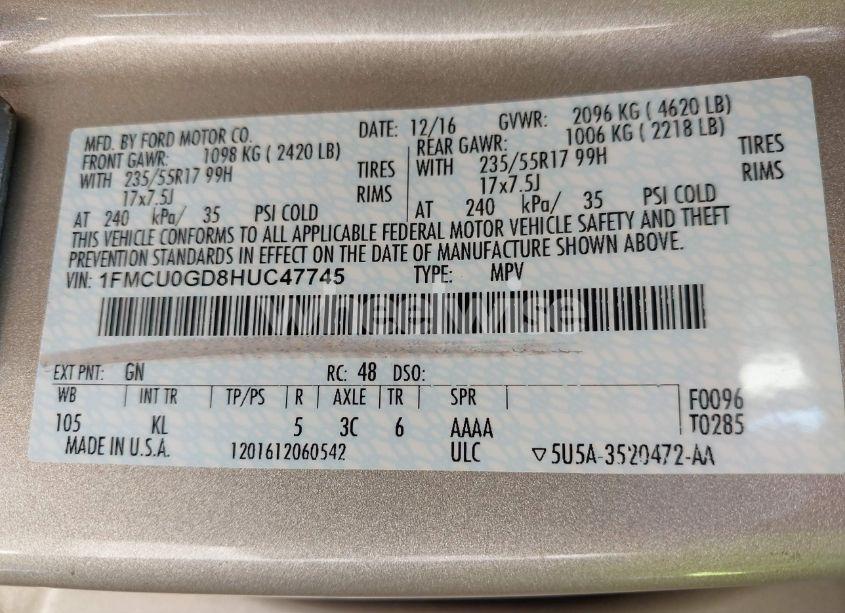 MFD. BY FORD MOTOR CO. DATE: 12/16 GVWR: 2096 KG ( 4620 LB)
FRONT GAWR: 1098 KG ( 2420 LB) REAR GAWR: 1006 KG ( 2218 LB)
WITH 235/55R17 99H TIRES WITH 235/55R17 99H TIRES
17x7.5J RIMS 17x7.5J RIMS
AT 240 kPa/ 35 PSI COLD AT 240 kPa/ 35 PSI COLD
THIS VEHICLE CONFORMS TO ALL APPLICABLE FEDERAL MOTOR VEHICLE SAFETY AND THEFT
PREVENTION STANDARDS IN EFFECT ON THE DATE OF MANUFACTURE SHOWN ABOVE.
VIN: 1FMCU0GD8HUC47745 TYPE: MPV
wheelwise
EXT PNT: GN RC: 48 DSO:
WB INT TR TP/PS R AXLE TR SPR F0096
105 KL 5 3C 6 AAAA T0285
MADE IN U.S.A. 1201612060542 ULC ▽5U5A-3520472-AA